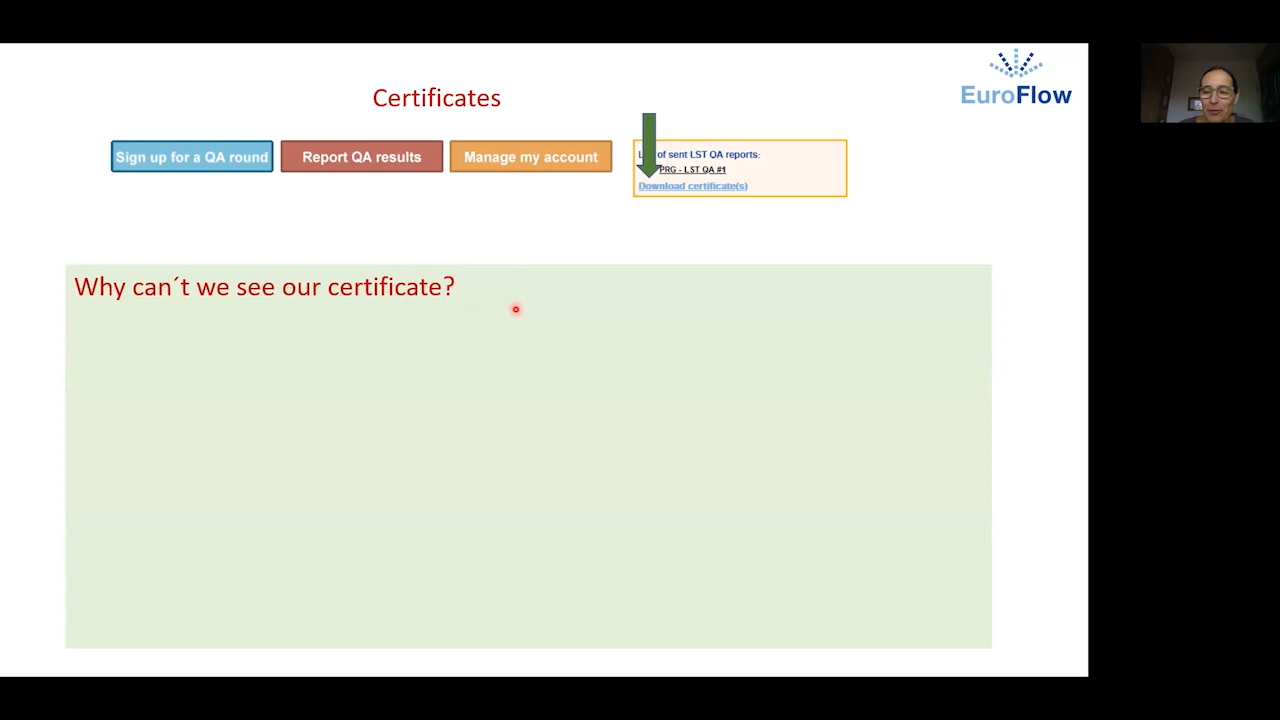 EuroFlow
Certificates
Sign up for a QA round
Report QA results
Manage my account
of sent LST QA reports:
PRG - LST QA #1
Download certificate(s)
Why can´t we see our certificate?